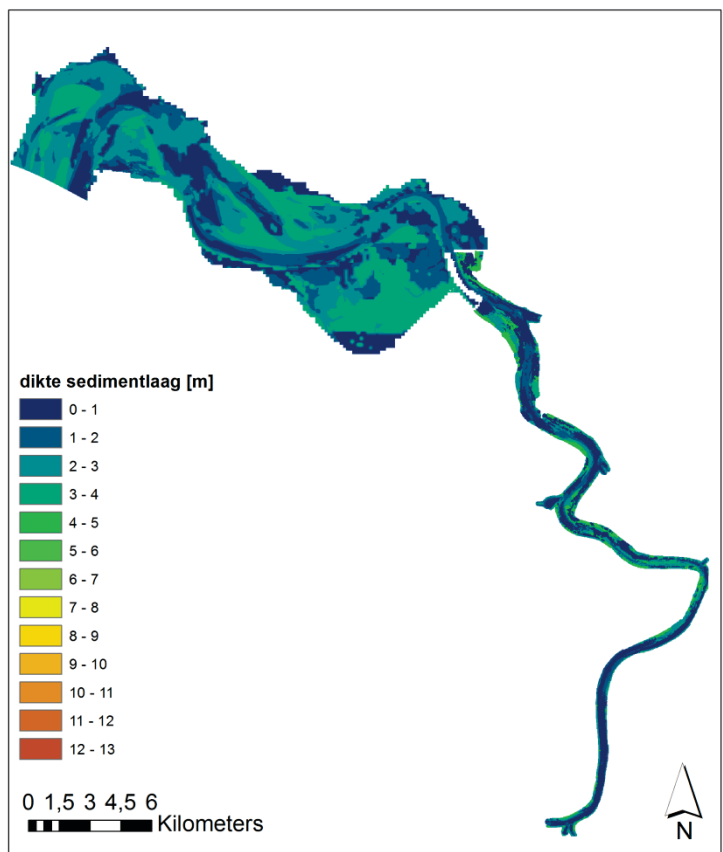 dikte sedimentlaag [m]
0 - 1
1 - 2
2 - 3
3 - 4
4 - 5
5 - 6
6 - 7
7 - 8
8 - 9
9 - 10
10 - 11
11 - 12
12 - 13
0 1,5 3 4,5 6
Kilometers
N